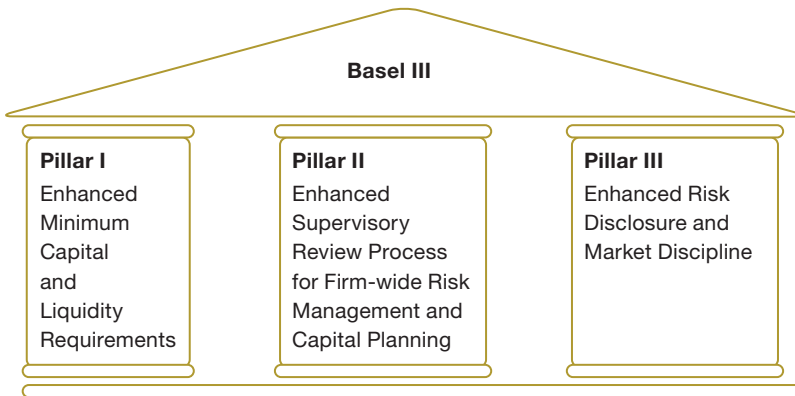 Basel III
Pillar I
Enhanced
Minimum
Capital
and
Liquidity
Requirements
Pillar II
Enhanced
Supervisory
Review Process
for Firm-wide Risk
Management and
Capital Planning
Pillar III
Enhanced Risk
Disclosure and
Market Discipline